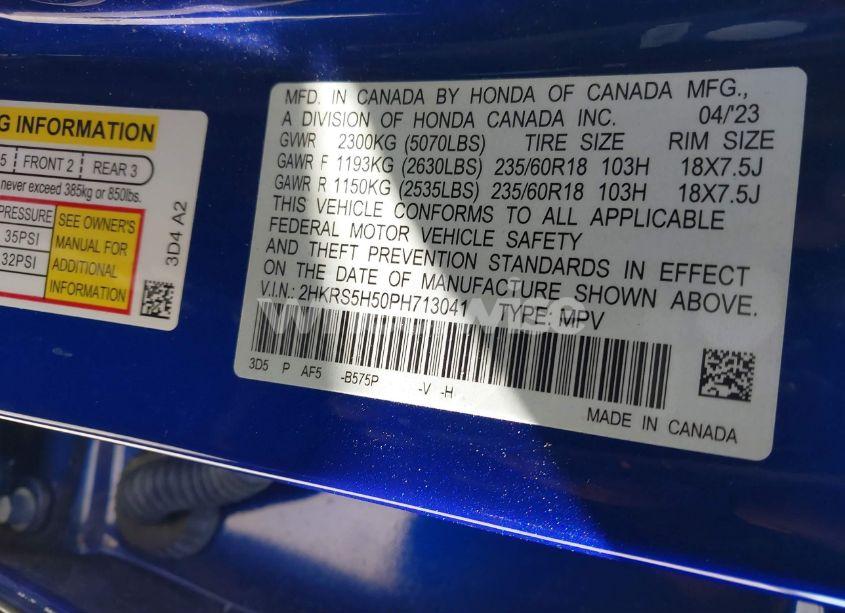 G INFORMATION
5 FRONT 2 REAR 3
never exceed 385kg or 850lbs.
PRESSURE
35PSI
32PSI
SEE OWNER'S
MANUAL FOR
ADDITIONAL
INFORMATION
3D4 A2
MFD. IN CANADA BY HONDA OF CANADA MFG.,
A DIVISION OF HONDA CANADA INC. 04/'23
GVWR 2300KG (5070LBS) TIRE SIZE RIM SIZE
GAWR F 1193KG (2630LBS) 235/60R18 103H 18X7.5J
GAWR R 1150KG (2535LBS) 235/60R18 103H 18X7.5J
THIS VEHICLE CONFORMS TO ALL APPLICABLE
FEDERAL MOTOR VEHICLE SAFETY
AND THEFT PREVENTION STANDARDS IN EFFECT
ON THE DATE OF MANUFACTURE SHOWN ABOVE.
V.I.N.: 2HKRS5H50PH713041 TYPE: MPV
3D5 P AF5 -B575P -V -H
MADE IN CANADA